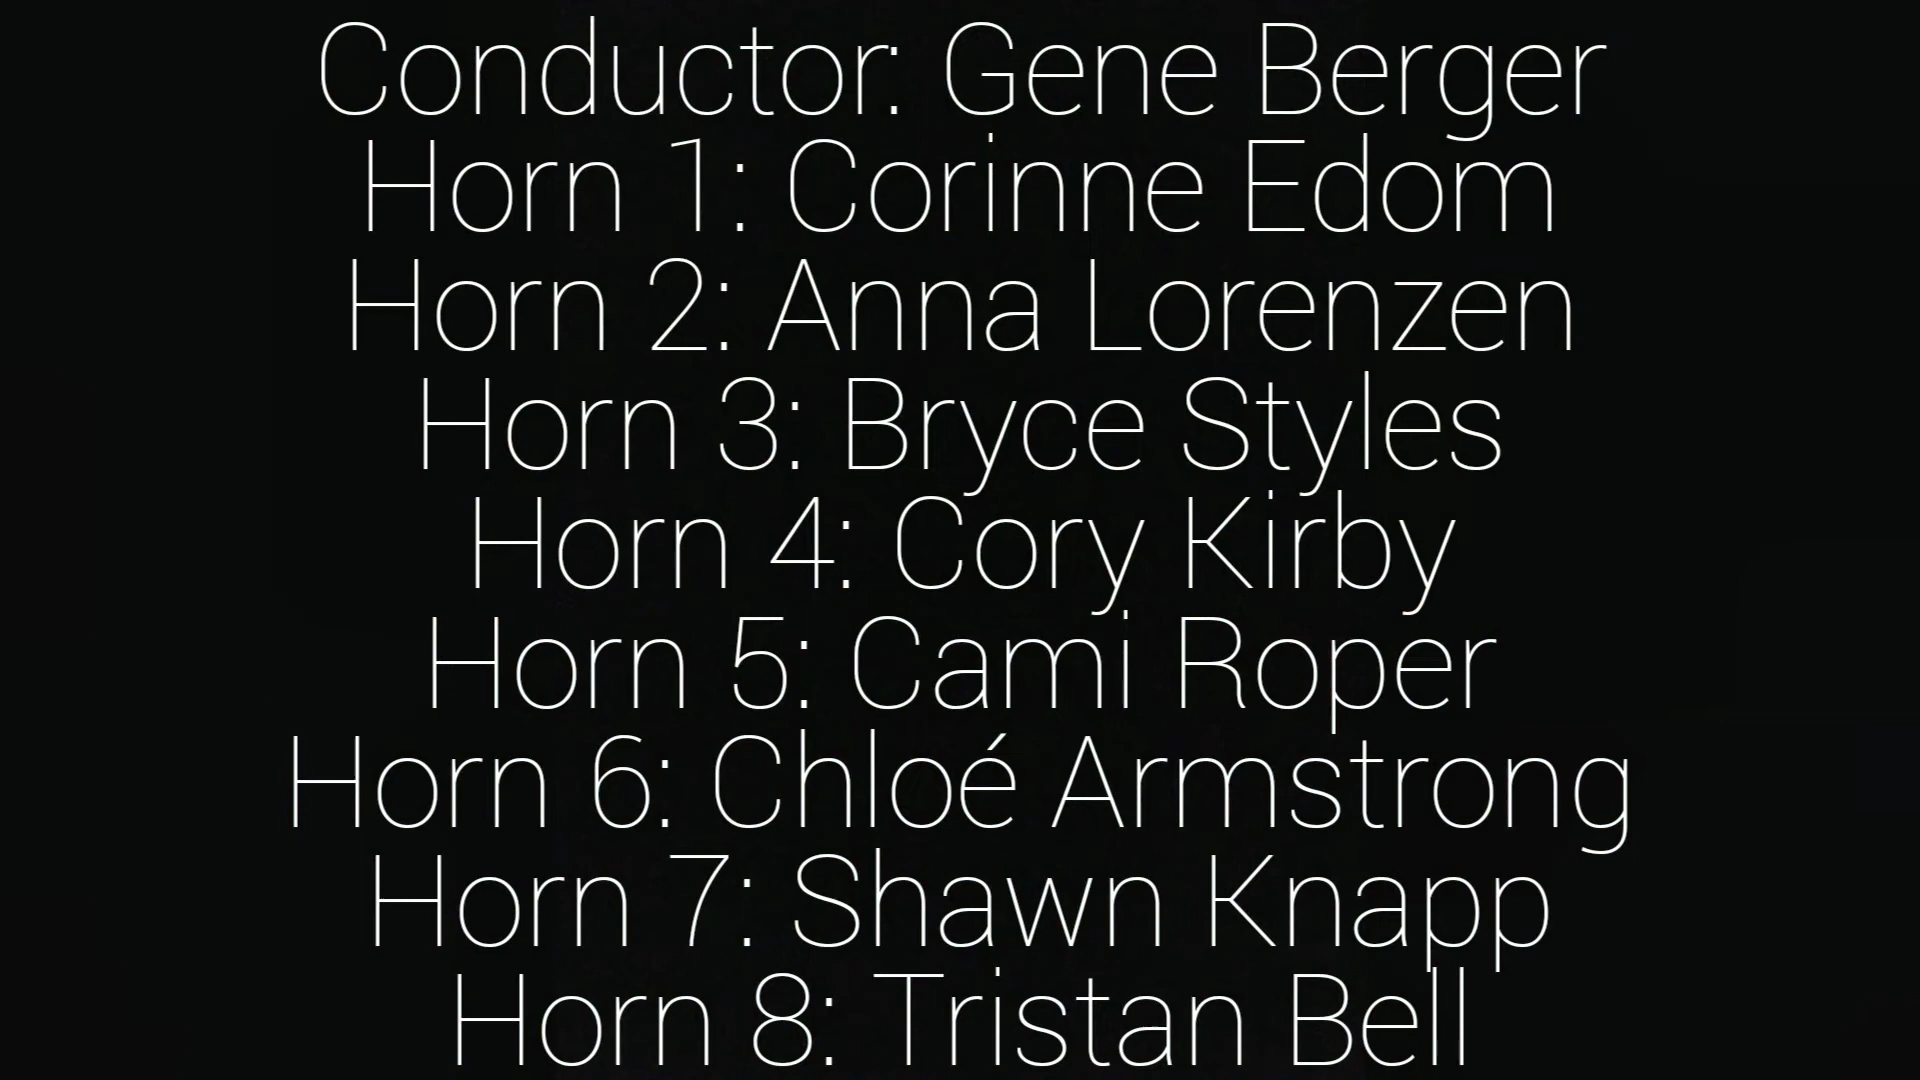 Conductor: Gene Berger
Horn 1: Corinne Edom
Horn 2: Anna Lorenzen
Horn 3: Bryce Styles
Horn 4: Cory Kirby
Horn 5: Cami Roper
Horn 6: Chloé Armstrong
Horn 7: Shawn Knapp
Horn 8: Tristan Bell